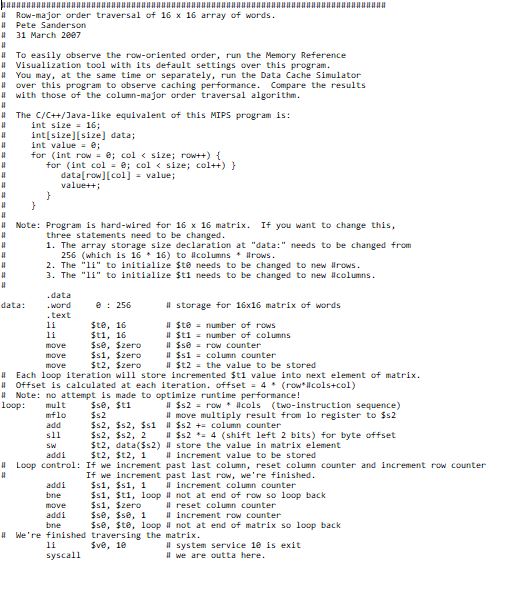 #############################################################################
#  Row-major order traversal of 16 x 16 array of words.
#  Pete Sanderson
#  31 March 2007
#
#  To easily observe the row-oriented order, run the Memory Reference
#  Visualization tool with its default settings over this program.
#  You may, at the same time or separately, run the Data Cache Simulator
#  over this program to observe caching performance.  Compare the results
#  with those of the column-major order traversal algorithm.
#
#  The C/C++/Java-like equivalent of this MIPS program is:
#     int size = 16;
#     int[size][size] data;
#     int value = 0;
#     for (int row = 0; col < size; row++) {
#        for (int col = 0; col < size; col++) }
#           data[row][col] = value;
#           value++;
#        }
#     }
#
#  Note: Program is hard-wired for 16 x 16 matrix.  If you want to change this,
#        three statements need to be changed.
#        1. The array storage size declaration at "data:" needs to be changed from
#           256 (which is 16 * 16) to #columns * #rows.
#        2. The "li" to initialize $t0 needs to be changed to new #rows.
#        3. The "li" to initialize $t1 needs to be changed to new #columns.
#
         .data
data:    .word     0 : 256       # storage for 16x16 matrix of words
         .text
         li       $t0, 16        # $t0 = number of rows
         li       $t1, 16        # $t1 = number of columns
         move     $s0, $zero     # $s0 = row counter
         move     $s1, $zero     # $s1 = column counter
         move     $t2, $zero     # $t2 = the value to be stored
#  Each loop iteration will store incremented $t1 value into next element of matrix.
#  Offset is calculated at each iteration. offset = 4 * (row*#cols+col)
#  Note: no attempt is made to optimize runtime performance!
loop:    mult     $s0, $t1       # $s2 = row * #cols  (two-instruction sequence)
         mflo     $s2            # move multiply result from lo register to $s2
         add      $s2, $s2, $s1  # $s2 += column counter
         sll      $s2, $s2, 2    # $s2 *= 4 (shift left 2 bits) for byte offset
         sw       $t2, data($s2) # store the value in matrix element
         addi     $t2, $t2, 1    # increment value to be stored
#  Loop control: If we increment past last column, reset column counter and increment row counter
#                If we increment past last row, we're finished.
         addi     $s1, $s1, 1    # increment column counter
         bne      $s1, $t1, loop # not at end of row so loop back
         move     $s1, $zero     # reset column counter
         addi     $s0, $s0, 1    # increment row counter
         bne      $s0, $t0, loop # not at end of matrix so loop back
#  We're finished traversing the matrix.
         li       $v0, 10        # system service 10 is exit
         syscall                 # we are outta here.